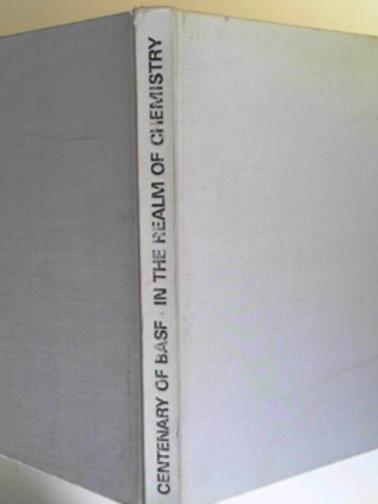 CENTENARY OF BASF · IN THE REALM OF CHEMISTRY